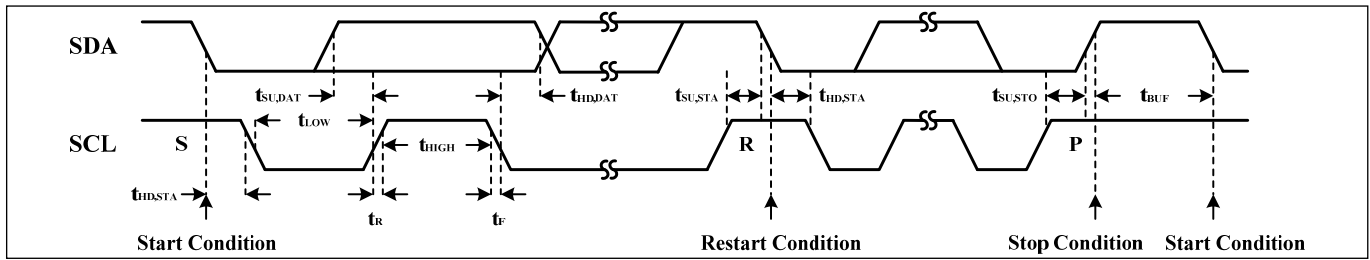 SDA
tSU,DAT
tHD,DAT
tSU,STA
tHD,STA
tSU,STO
tBUF
tLOW
SCL
S
tHIGH
R
P
tHD,STA
tR
tF
Start Condition
Restart Condition
Stop Condition
Start Condition